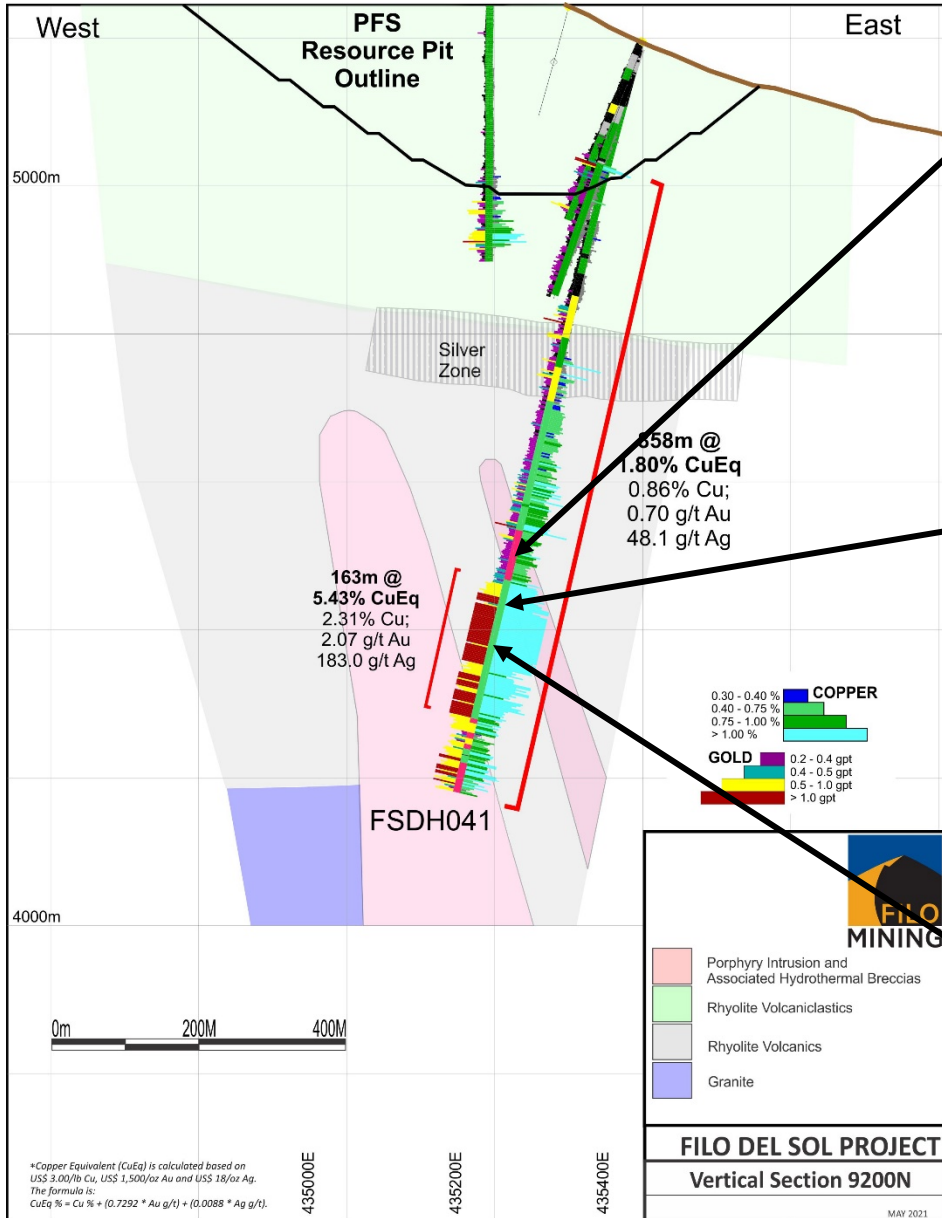 West
PFS
Resource Pit
Outline
East
5000m
Silver
Zone
858m @
1.80% CuEq
0.86% Cu;
0.70 g/t Au
48.1 g/t Ag
163m @
5.43% CuEq
2.31% Cu;
2.07 g/t Au
183.0 g/t Ag
FSDH041
0.30 - 0.40 %
COPPER
0.40 - 0.75 %
0.75 - 1.00 %
> 1.00 %
GOLD
0.2 - 0.4 gpt
0.4 - 0.5 gpt
0.5 - 1.0 gpt
> 1.0 gpt
4000m
FILO
MINING
Porphyry Intrusion and
Associated Hydrothermal Breccias
Rhyolite Volcaniclastics
Rhyolite Volcanics
Granite
0m 200M 400M
435000E
435200E
435400E
*Copper Equivalent (CuEq) is calculated based on
US$ 3.00/lb Cu, US$ 1,500/oz Au and US$ 18/oz Ag.
The formula is:
CuEq % = Cu % + (0.7292 * Au g/t) + (0.0088 * Ag g/t).
FILO DEL SOL PROJECT
Vertical Section 9200N
MAY 2021